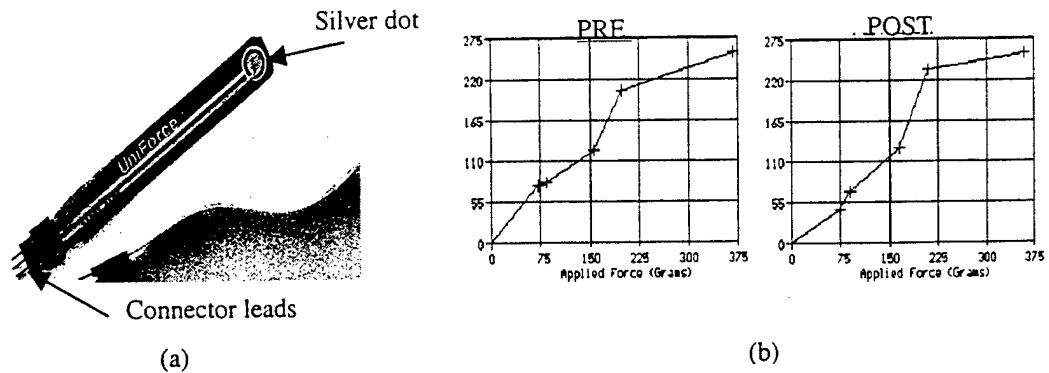 Silver dot
UniForce
Connector leads
(a)
PRE
275
220
165
110
55
0
0 75 150 225 300 375
Applied Force (Grams)
POST
275
220
165
110
55
0
0 75 150 225 300 375
Applied Force (Grams)
(b)